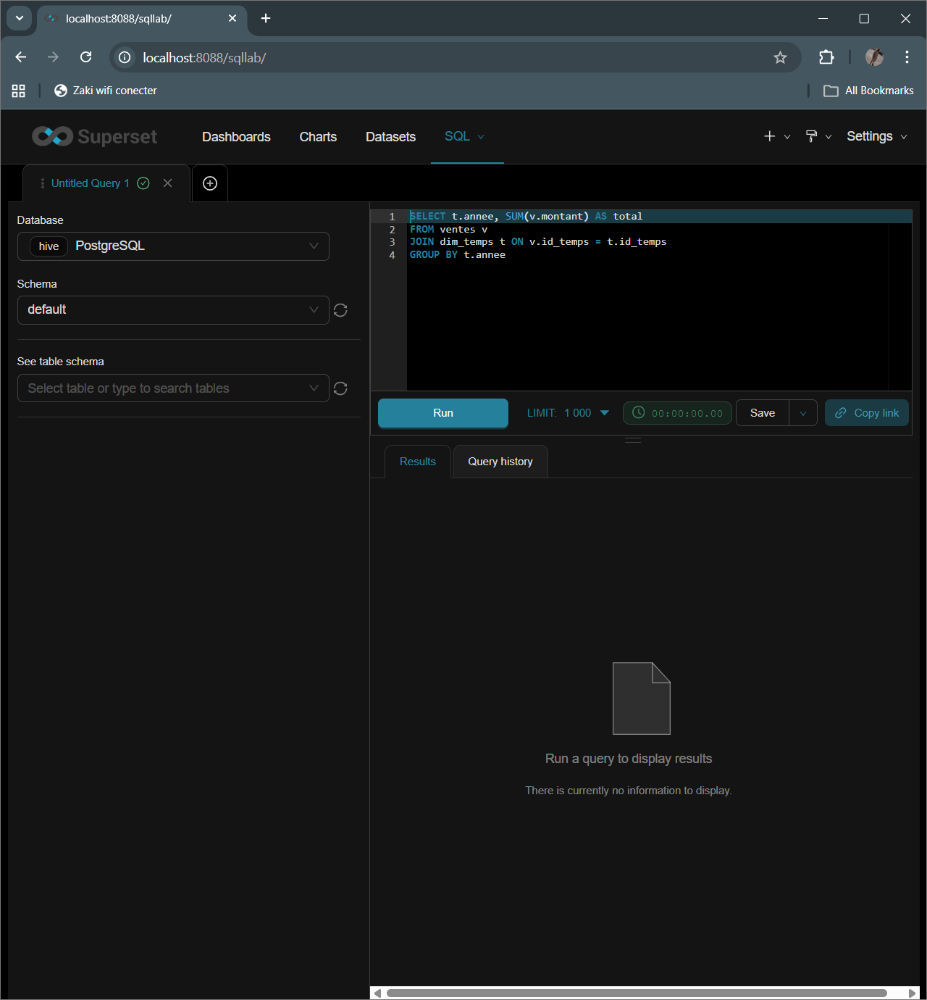 localhost:8088/sqllab/
localhost:8088/sqllab/
Zaki wifi conecter
All Bookmarks
Superset
Dashboards
Charts
Datasets
SQL
Settings
Untitled Query 1
Database
hive PostgreSQL
Schema
default
See table schema
Select table or type to search tables
1 SELECT t.annee, SUM(v.montant) AS total
2 FROM ventes v
3 JOIN dim_temps t ON v.id_temps = t.id_temps
4 GROUP BY t.annee
Run
LIMIT: 1 000
00:00:00.00
Save
Copy link
Results
Query history
Run a query to display results
There is currently no information to display.